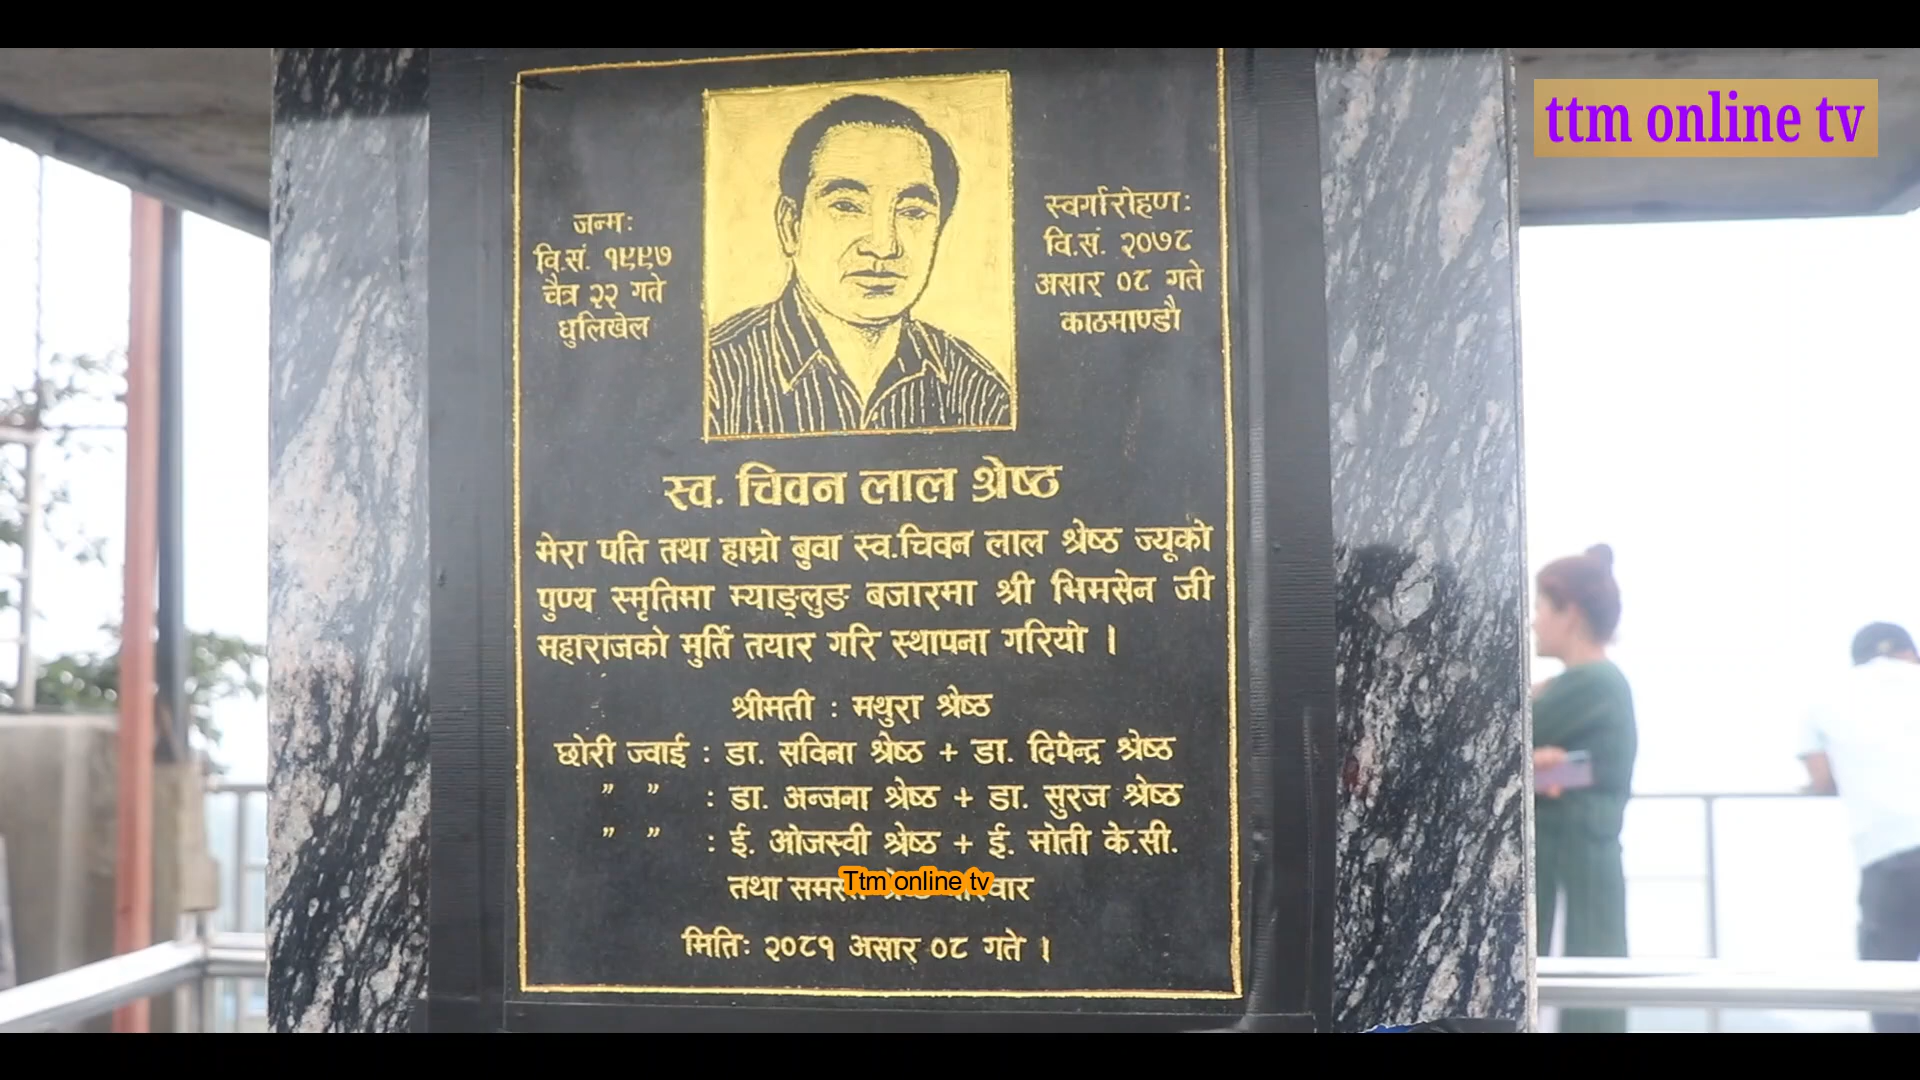 ttm online tv
जन्म:
वि.सं. १९९७
चैत्र २२ गते
धुलिखेल
स्वर्गारोहण:
वि.सं. २०७८
असार ०८ गते
काठमाण्डौ
स्व. चिवन लाल श्रेष्ठ
मेरा पति तथा हाम्रो बुवा स्व.चिवन लाल श्रेष्ठ ज्यूको
पुण्य स्मृतिमा म्याङ्लुङ बजारमा श्री भिमसेन जी
महाराजको मुर्ति तयार गरि स्थापना गरियो ।
श्रीमती : मथुरा श्रेष्ठ
छोरी ज्वाई : डा. सविना श्रेष्ठ + डा. दिपेन्द्र श्रेष्ठ
” ” : डा. अन्जना श्रेष्ठ + डा. सुरज श्रेष्ठ
” ” : ई. ओजस्वी श्रेष्ठ + ई. मोती के.सी.
तथा
Ttm online tv
मिति: २०८१ असार ०८ गते ।